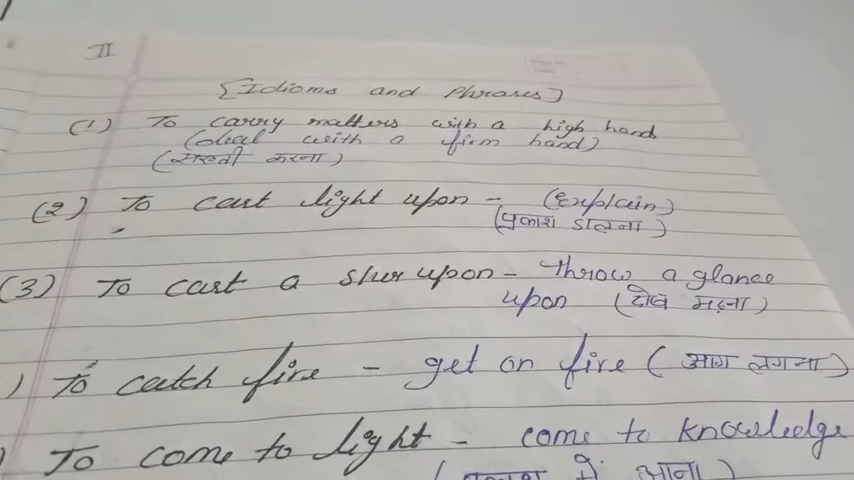 II
[Idioms and Phrases]
(1) To carry matters with a high hand
(deal with a firm hand)
(सख्ती करना)
(2) To cast light upon - (Explain)
(प्रकाश डालना)
(3) To cast a slur upon - Throw a glance
upon (दोष मढ़ना)
) To catch fire - get on fire (आग लगना)
) To come to light - come to knowledge
(प्रकाश में आना)